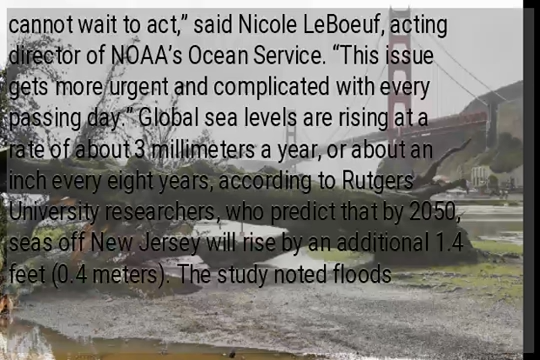 cannot wait to act,” said Nicole LeBoeuf, acting
director of NOAA’s Ocean Service. “This issue
gets more urgent and complicated with every
passing day.” Global sea levels are rising at a
rate of about 3 millimeters a year, or about an
inch every eight years, according to Rutgers
University researchers, who predict that by 2050,
seas off New Jersey will rise by an additional 1.4
feet (0.4 meters). The study noted floods